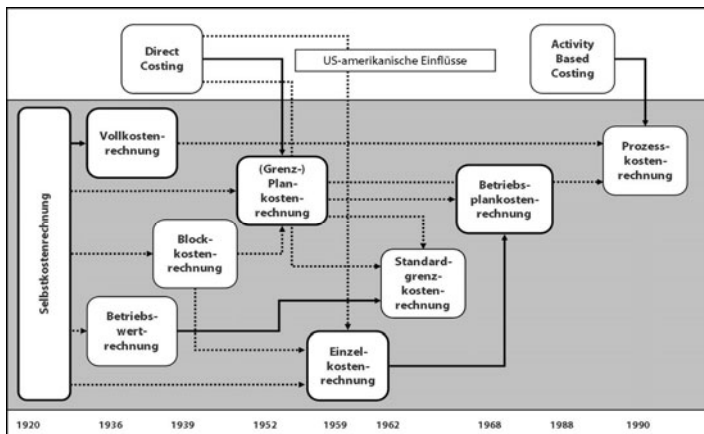 Direct
Costing
US-amerikanische Einflüsse
Activity
Based
Costing
Selbstkostenrechnung
Vollkosten-
rechnung
(Grenz-)
Plan-
kosten-
rechnung
Betriebs-
plankosten-
rechnung
Prozess-
kosten-
rechnung
Block-
kosten-
rechnung
Standard-
grenz-
kosten-
rechnung
Betriebs-
wert-
rechnung
Einzel-
kosten-
rechnung
1920 1936 1939 1952 1959 1962 1968 1988 1990